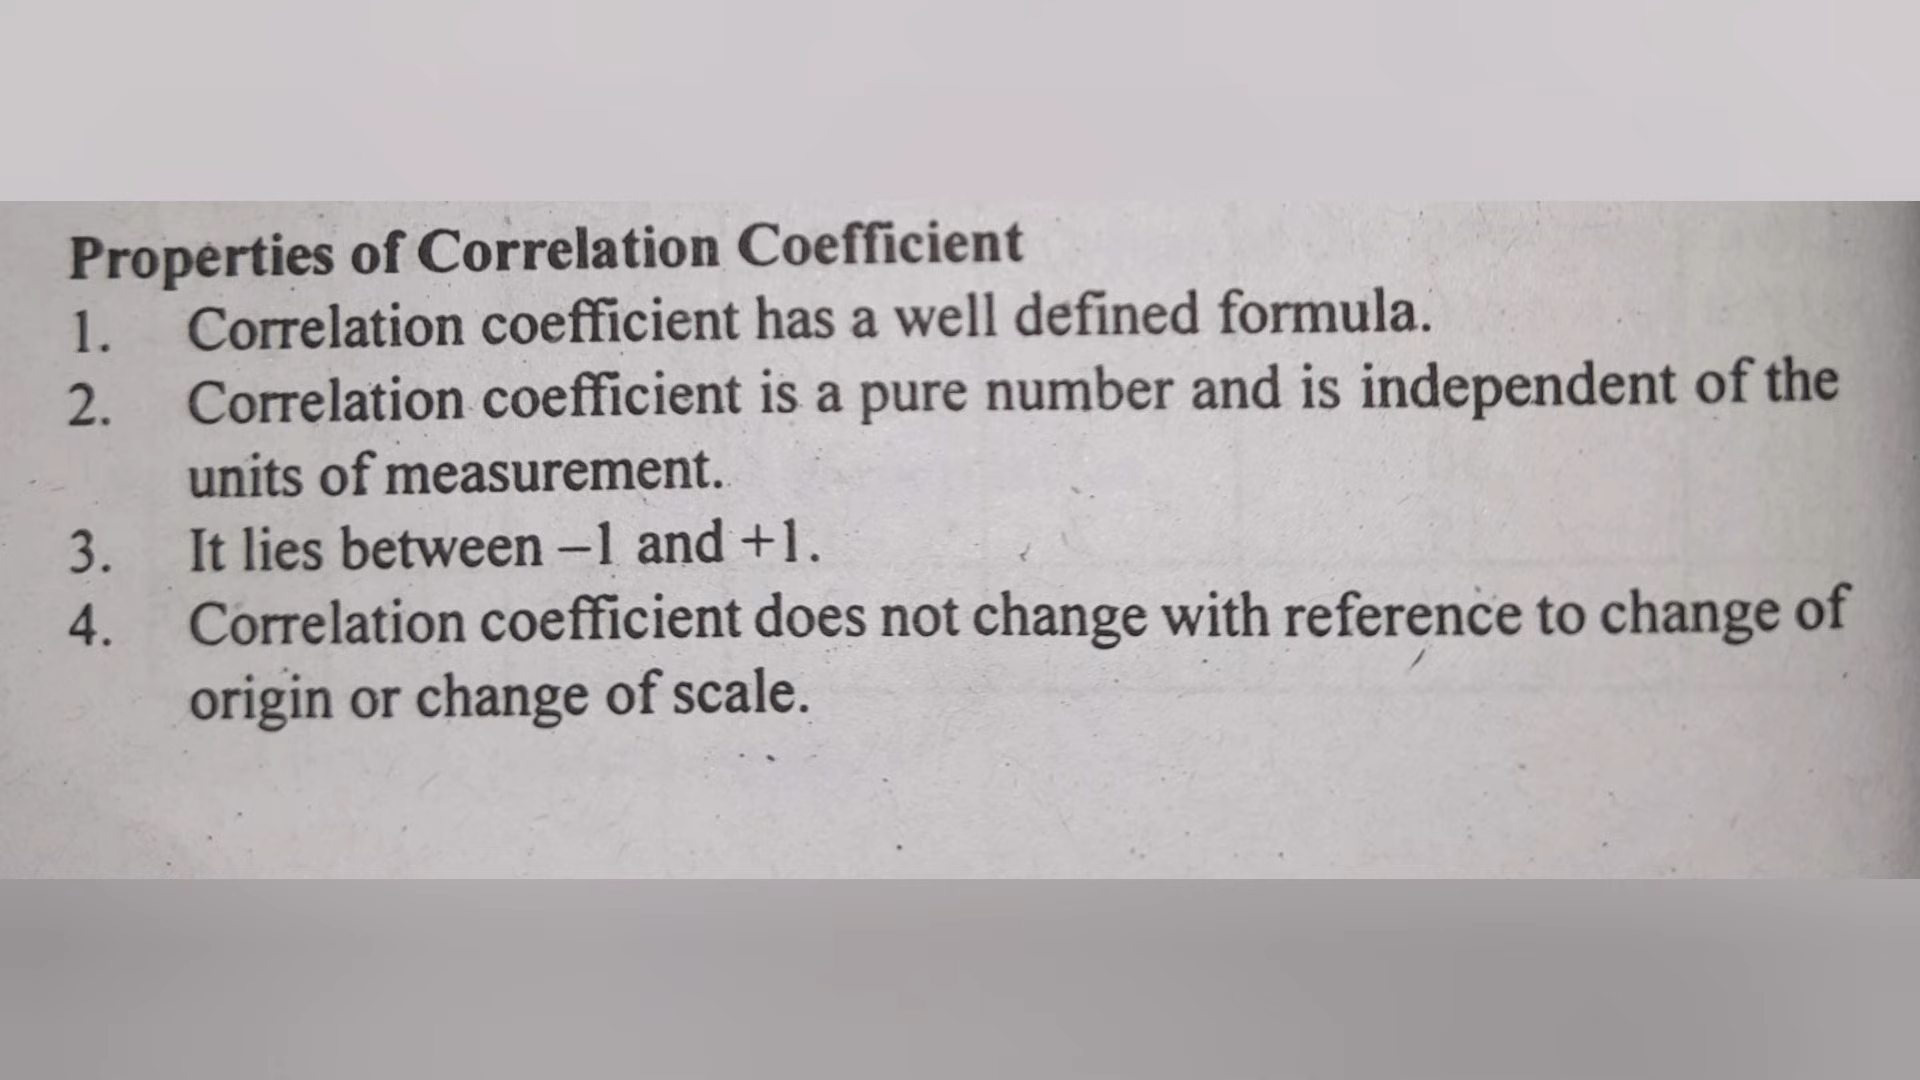 Properties of Correlation Coefficient
1. Correlation coefficient has a well defined formula.
2. Correlation coefficient is a pure number and is independent of the
units of measurement.
3. It lies between –1 and +1.
4. Correlation coefficient does not change with reference to change of
origin or change of scale.